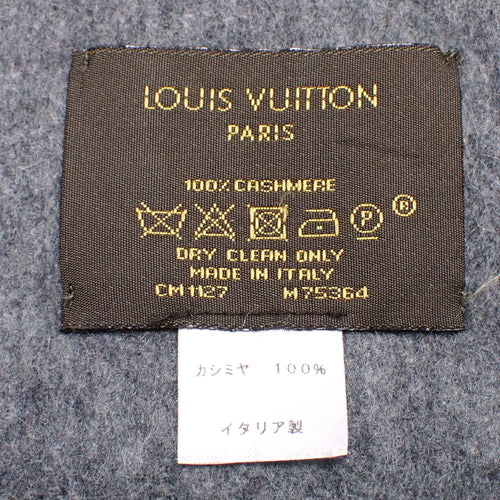 LOUIS VUITTON
PARIS
100% CASHMERE
P ®
DRY CLEAN ONLY
MADE IN ITALY
CM1127 M75364
カシミヤ 100%
イタリア製